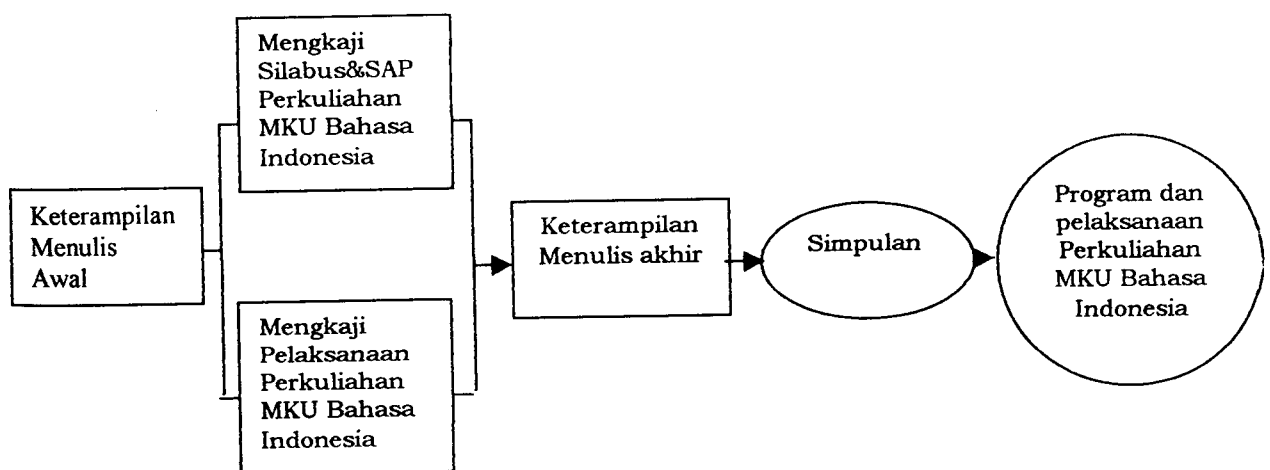 Keterampilan
Menulis
Awal
Mengkaji
Silabus&SAP
Perkuliahan
MKU Bahasa
Indonesia
Mengkaji
Pelaksanaan
Perkuliahan
MKU Bahasa
Indonesia
Keterampilan
Menulis akhir
Simpulan
Program dan
pelaksanaan
Perkuliahan
MKU Bahasa
Indonesia